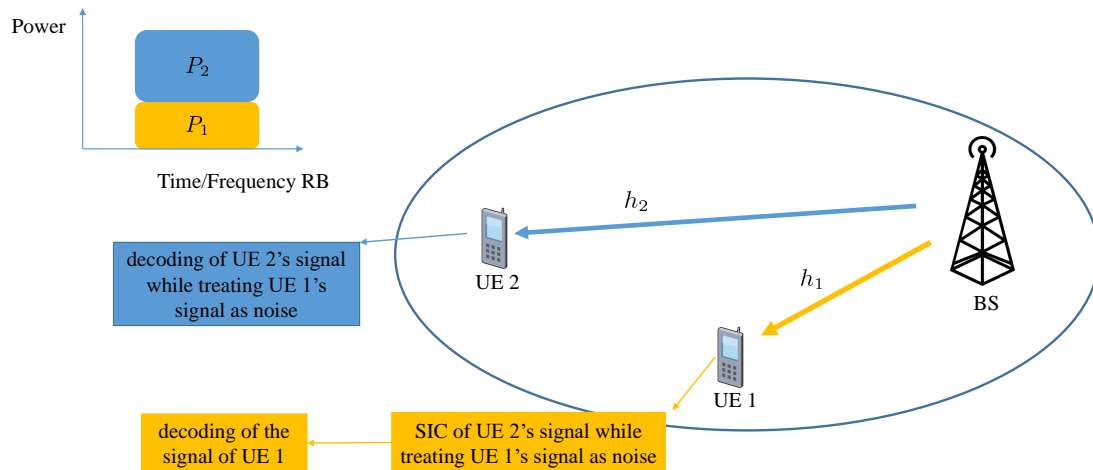 Power
P₂
P₁
Time/Frequency RB
h₂
h₁
UE 2
BS
UE 1
decoding of UE 2’s signal
while treating UE 1’s
signal as noise
decoding of the
signal of UE 1
SIC of UE 2’s signal while
treating UE 1’s signal as noise